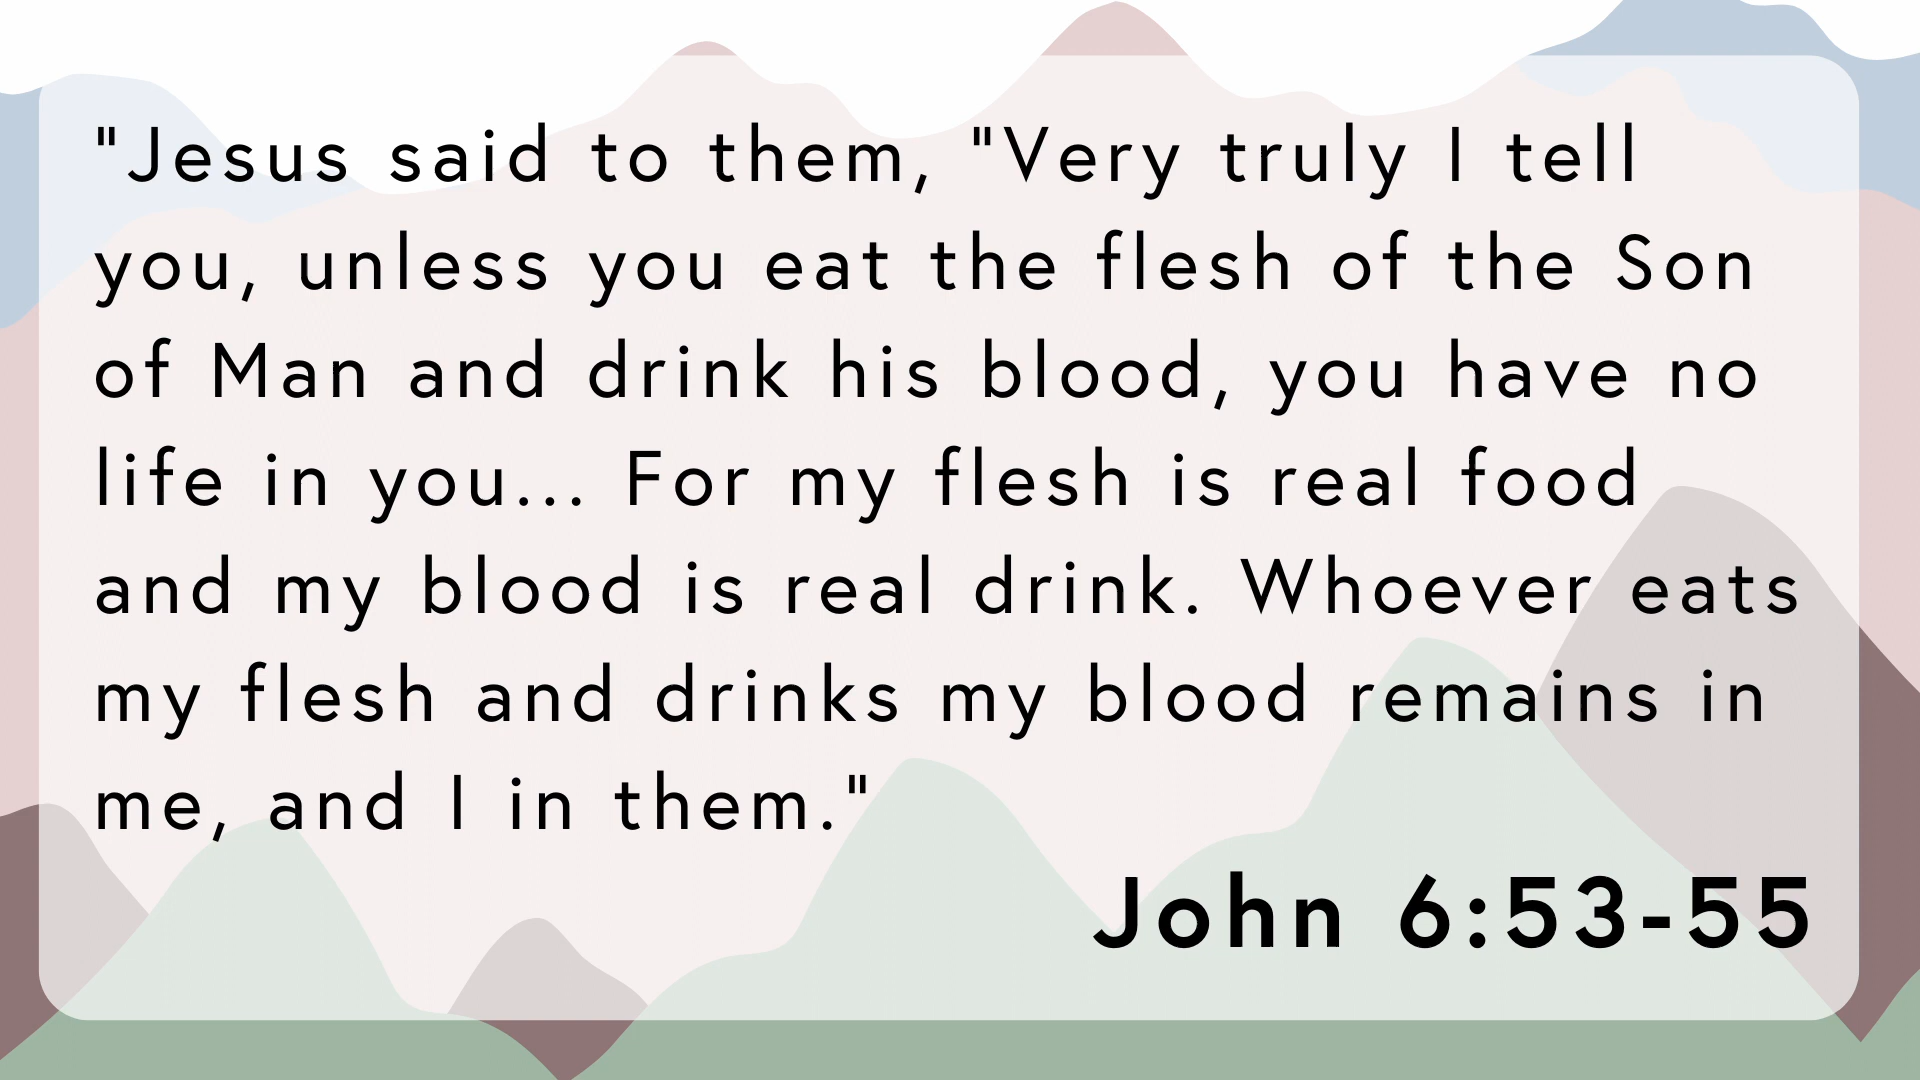 "Jesus said to them, "Very truly I tell
you, unless you eat the flesh of the Son
of Man and drink his blood, you have no
life in you... For my flesh is real food
and my blood is real drink. Whoever eats
my flesh and drinks my blood remains in
me, and I in them."
John 6:53-55